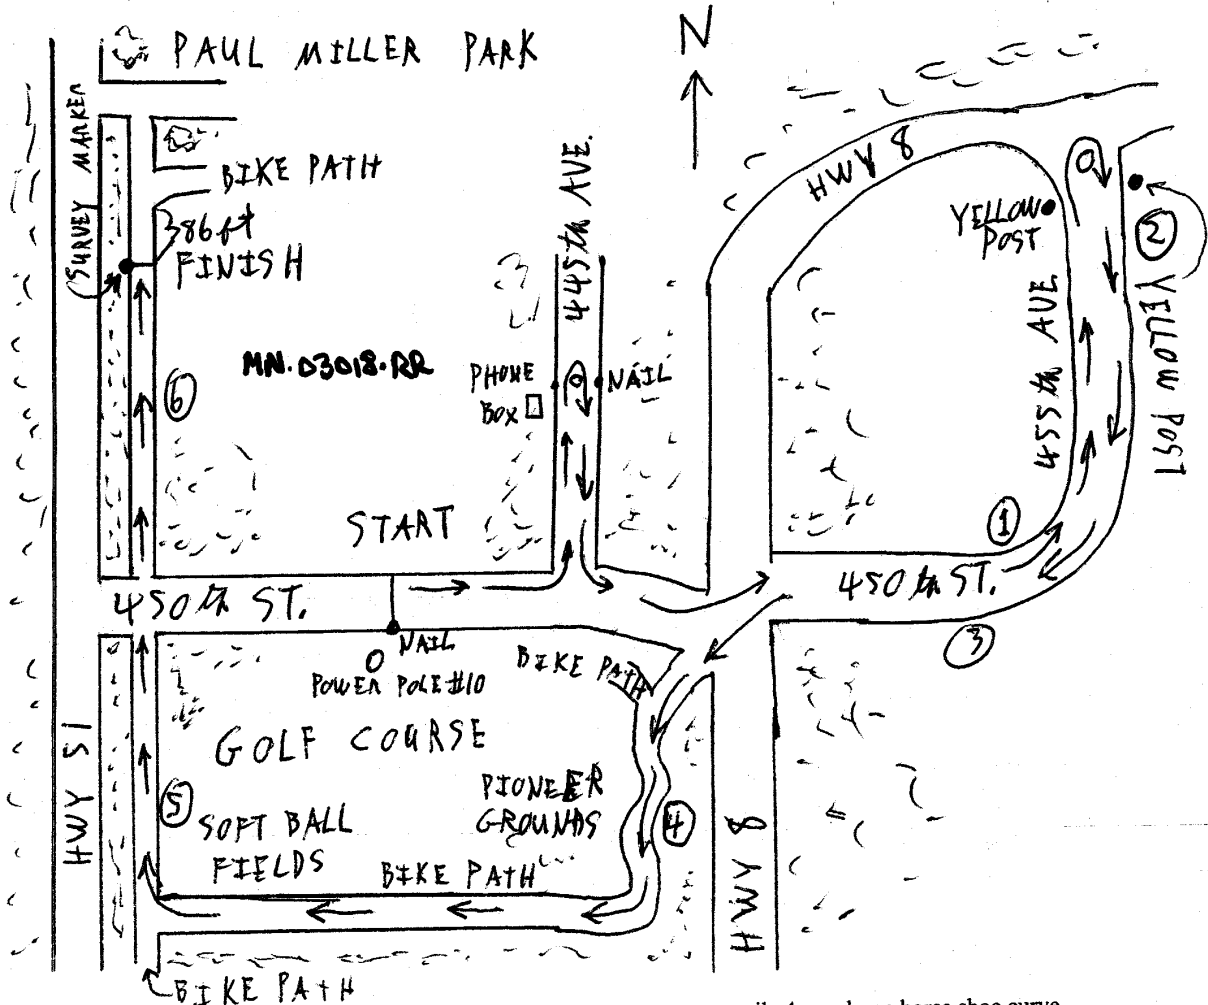 PAUL MILLER PARK
N
SURVEY MARKER
BIKE PATH
386 ft
FINISH
445th AVE.
HWY 8
YELLOW
POST
2
YELLOW POST
455th AVE
MN.03018.RR
PHONE
BOX
NAIL
6
START
1
450th ST.
450th ST.
3
NAIL
POWER POLE #10
BIKE PATH
GOLF COURSE
HWY 51
5
SOFT BALL
FIELDS
PIONEER
GROUNDS
4
BIKE PATH
HWY 8
BIKE PATH